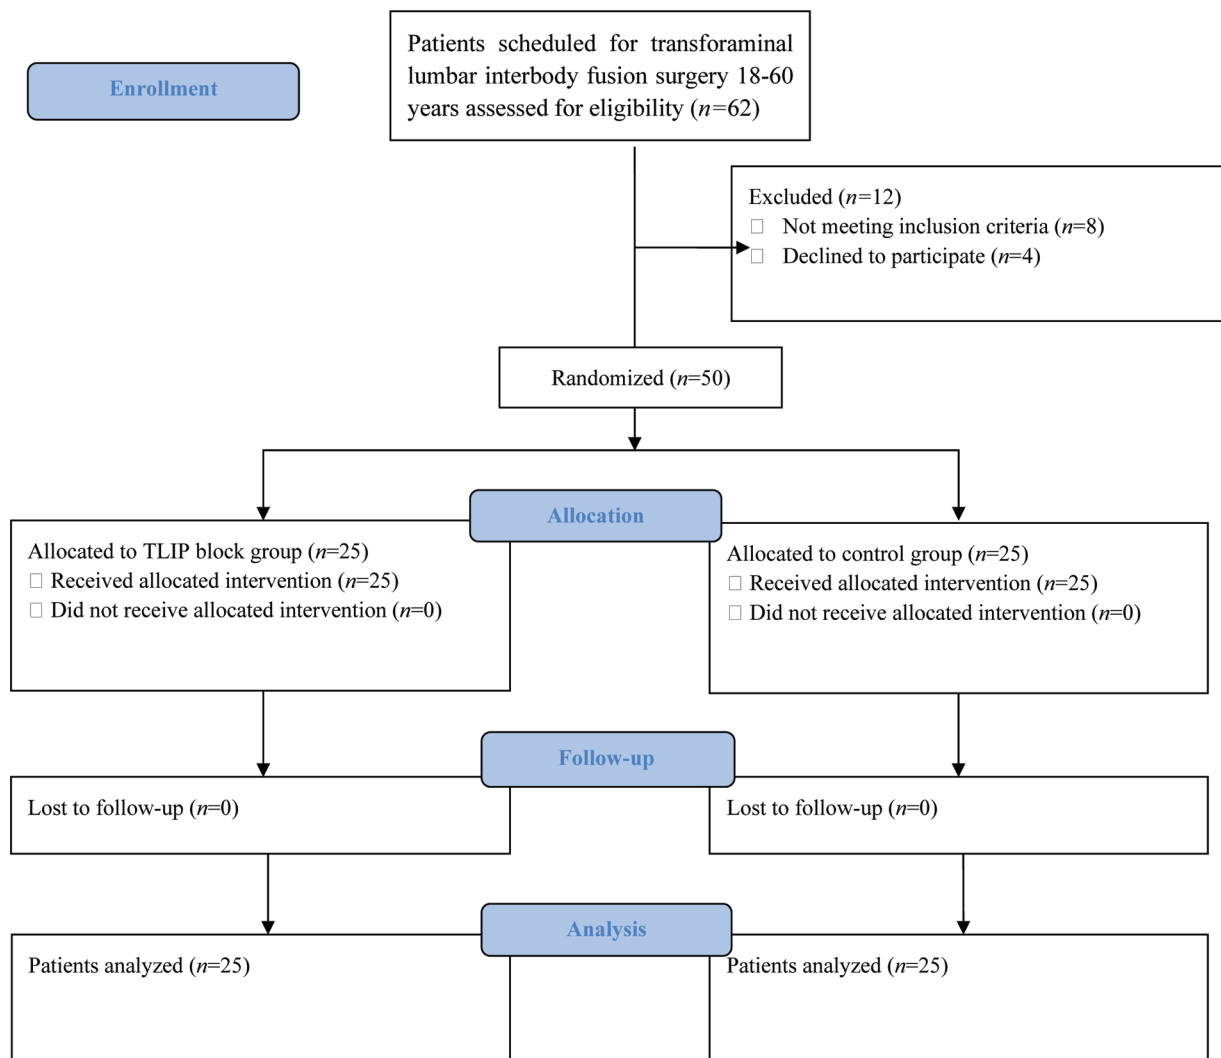 Enrollment
Patients scheduled for transforaminal
lumbar interbody fusion surgery 18-60
years assessed for eligibility (n=62)
Excluded (n=12)
□ Not meeting inclusion criteria (n=8)
□ Declined to participate (n=4)
Randomized (n=50)
Allocation
Allocated to TLIP block group (n=25)
□ Received allocated intervention (n=25)
□ Did not receive allocated intervention (n=0)
Allocated to control group (n=25)
□ Received allocated intervention (n=25)
□ Did not receive allocated intervention (n=0)
Follow-up
Lost to follow-up (n=0)
Lost to follow-up (n=0)
Analysis
Patients analyzed (n=25)
Patients analyzed (n=25)